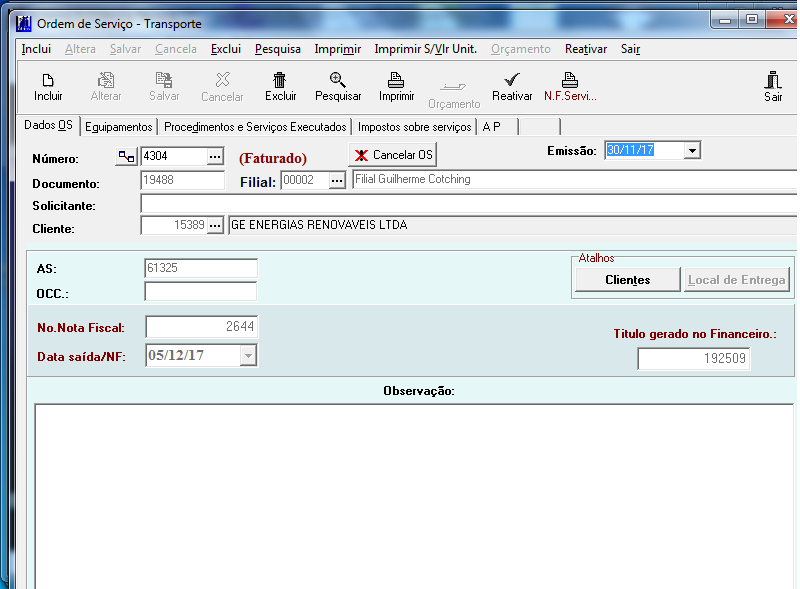 Ordem de Serviço - Transporte
Inclui Altera Salvar Cancela Exclui Pesquisa Imprimir Imprimir S/Vlr Unit. Orçamento Reativar Sair
Incluir Alterar Salvar Cancelar Excluir Pesquisar Imprimir Orçamento Reativar N.F.Servi... Sair
Dados OS Equipamentos Procedimentos e Serviços Executados Impostos sobre serviços A P
Número: 4304 ... (Faturado) Cancelar OS Emissão: 30/11/17
Documento: 19488 Filial: 00002 ... Filial Guilherme Cotching
Solicitante:
Cliente: 15389 ... GE ENERGIAS RENOVAVEIS LTDA
Atalhos
AS: 61325 Clientes Local de Entrega
OCC.:
No.Nota Fiscal: 2644
Titulo gerado no Financeiro.:
Data saída/NF: 05/12/17 192509
Observação: